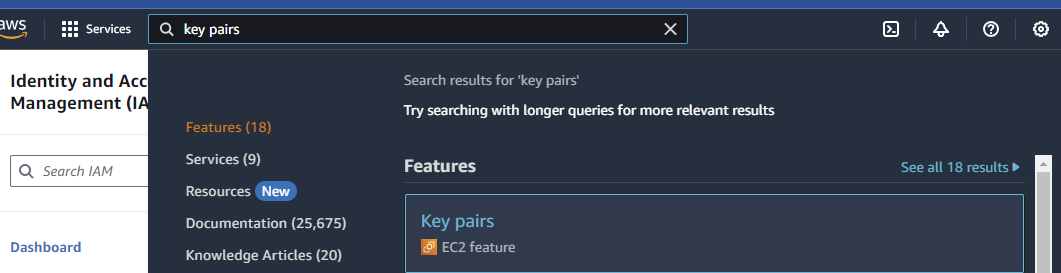 aws
Services
key pairs
Identity and Acc
Management (IA
Search IAM
Dashboard
Search results for 'key pairs'
Try searching with longer queries for more relevant results
Features (18)
Services (9)
Resources New
Documentation (25,675)
Knowledge Articles (20)
Features
See all 18 results
Key pairs
EC2 feature